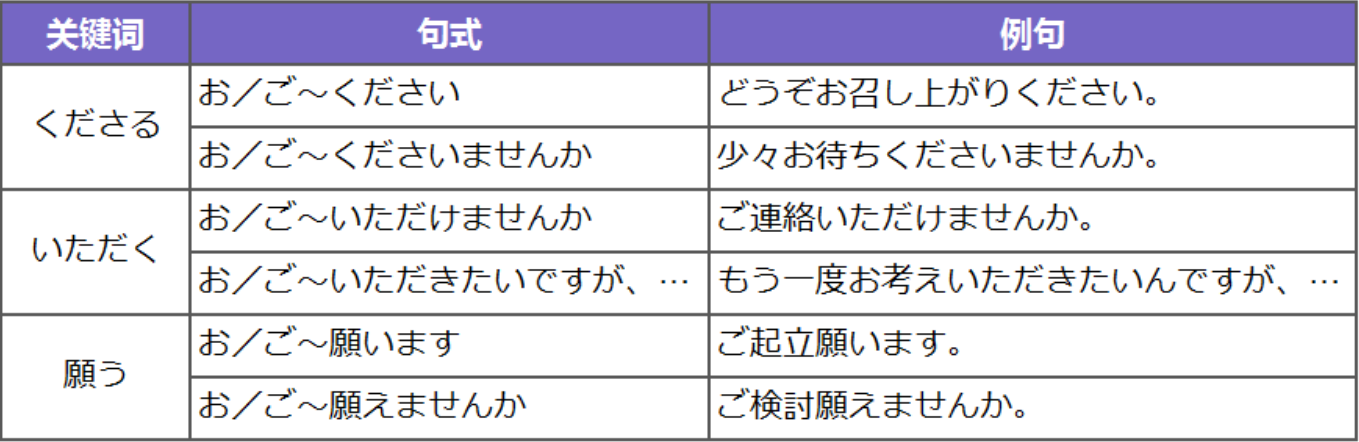 关键词 句式 例句
くださる お／ご～ください どうぞお召し上がりください。
お／ご～くださいませんか 少々お待ちくださいませんか。
いただく お／ご～いただけませんか ご連絡いただけませんか。
お／ご～いただきたいですが、… もう一度お考えいただきたいんですが、…
願う お／ご～願います ご起立願います。
お／ご～願えませんか ご検討願えませんか。